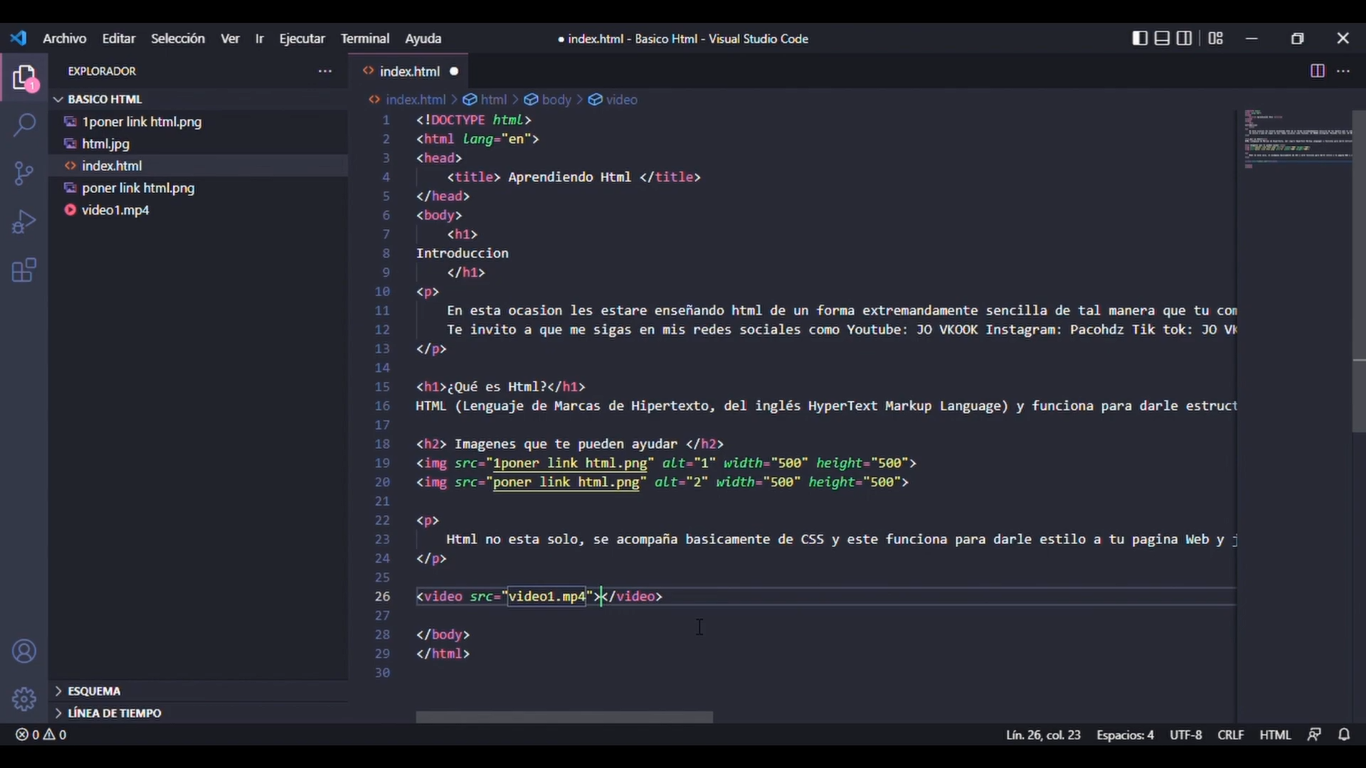 Archivo Editar Selección Ver Ir Ejecutar Terminal Ayuda ● index.html - Basico Html - Visual Studio Code
EXPLORADOR
BASICO HTML
1poner link html.png
html.jpg
index.html
poner link html.png
video1.mp4
ESQUEMA
LÍNEA DE TIEMPO
1
index.html ●
index.html > html > body > video
1 <!DOCTYPE html>
2 <html lang="en">
3 <head>
4 <title> Aprendiendo Html </title>
5 </head>
6 <body>
7 <h1>
8 Introduccion
9 </h1>
10 <p>
11 En esta ocasion les estare enseñando html de un forma extremandamente sencilla de tal manera que tu com
12 Te invito a que me sigas en mis redes sociales como Youtube: JO VKOOK Instagram: Pacohdz Tik tok: JO VK
13 </p>
14
15 <h1>¿Qué es Html?</h1>
16 HTML (Lenguaje de Marcas de Hipertexto, del inglés HyperText Markup Language) y funciona para darle estruct
17
18 <h2> Imagenes que te pueden ayudar </h2>
19 <img src="1poner link html.png" alt="1" width="500" height="500">
20 <img src="poner link html.png" alt="2" width="500" height="500">
21
22 <p>
23 Html no esta solo, se acompaña basicamente de CSS y este funciona para darle estilo a tu pagina Web y j
24 </p>
25
26 <video src="video1.mp4"></video>
27
28 </body>
29 </html>
30
0 0 Lín. 26, col. 23 Espacios: 4 UTF-8 CRLF HTML